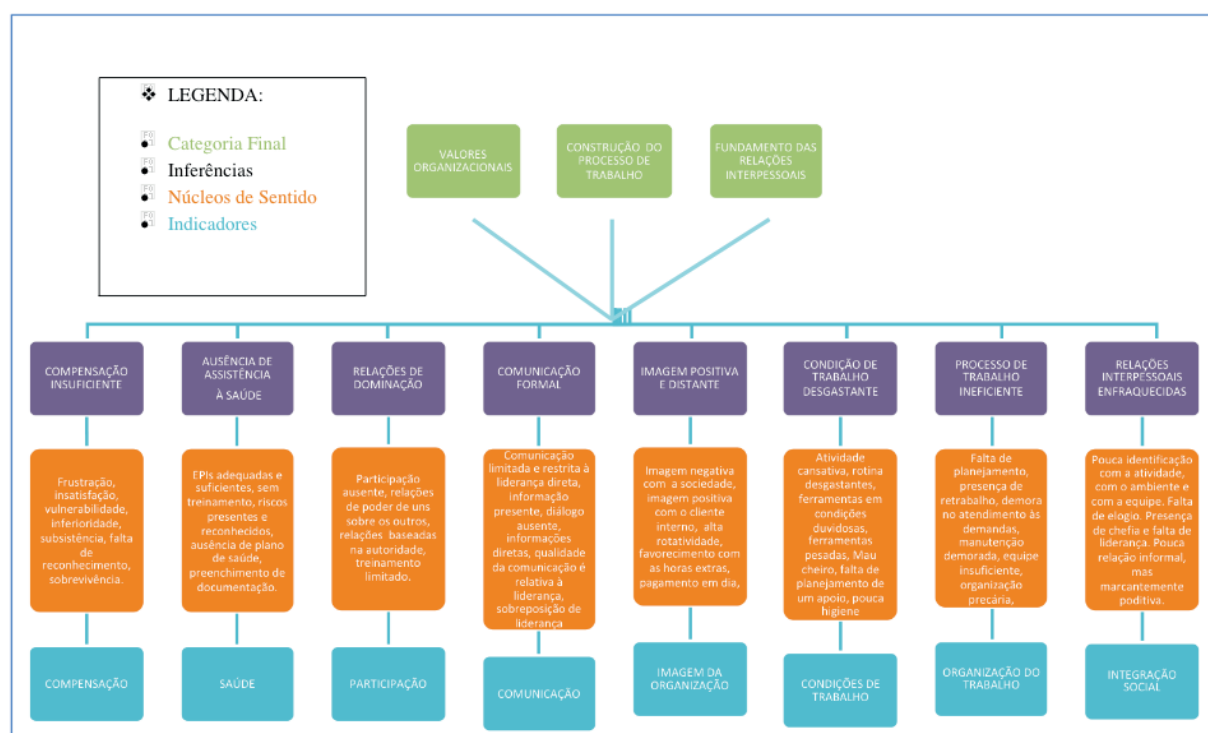 LEGENDA:
Categoria Final
Inferências
Núcleos de Sentido
Indicadores
VALORES
ORGANIZACIONAIS
CONSTRUÇÃO DO
PROCESSO DE
TRABALHO
FUNDAMENTO DAS
RELAÇÕES
INTERPESSOAIS
COMPENSAÇÃO
INSUFICIENTE
AUSÊNCIA DE
ASSISTÊNCIA
À SAÚDE
RELAÇÕES DE
DOMINAÇÃO
COMUNICAÇÃO
FORMAL
IMAGEM POSITIVA
E DISTANTE
CONDIÇÃO DE
TRABALHO
DESGASTANTE
PROCESSO DE
TRABALHO
INEFICIENTE
RELAÇÕES
INTERPESSOAIS
ENFRAQUECIDAS
Frustração,
insatisfação,
vulnerabilidade,
inferioridade,
subsistência, falta
de
reconhecimento,
sobrevivência.
EPIs adequadas e
suficientes, sem
treinamento, riscos
presentes e
reconhecidos,
ausência de plano
de saúde,
preenchimento de
documentação.
Participação
ausente, relações
de poder de uns
sobre os outros,
relações baseadas
na autoridade,
treinamento
limitado.
Comunicação
limitada e restrita à
liderança direta,
informação
presente, diálogo
ausente,
informações
diretas, qualidade
da comunicação é
relativa à
liderança,
sobreposição de
liderança
Imagem negativa
com a sociedade,
imagem positiva
com o cliente
interno, alta
rotatividade,
favorecimento com
as horas extras,
pagamento em dia,
Atividade
cansativa, rotina
desgastantes,
ferramentas em
condições
duvidosas,
ferramentas
pesadas, Mau
cheiro, falta de
planejamento de
um apoio, pouca
higiene
Falta de
planejamento,
presença de
retrabalho, demora
no atendimento às
demandas,
manutenção
demorada, equipe
insuficiente,
organização
precária,
Pouca identificação
com a atividade,
com o ambiente e
com a equipe. Falta
de elogio. Presença
de chefia e falta de
liderança. Pouca
relação informal,
mas
marcantemente
poditiva.
COMPENSAÇÃO
SAÚDE
PARTICIPAÇÃO
COMUNICAÇÃO
IMAGEM DA
ORGANIZAÇÃO
CONDIÇÕES DE
TRABALHO
ORGANIZAÇÃO DO
TRABALHO
INTEGRAÇÃO
SOCIAL